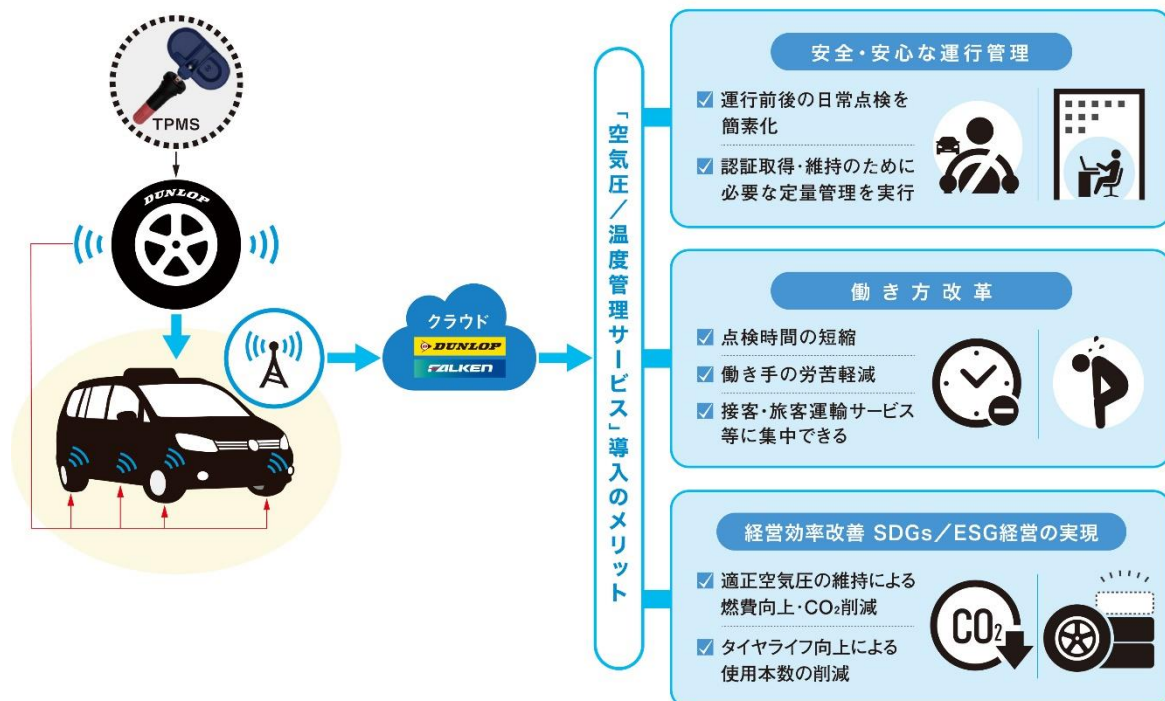 TPMS
DUNLOP
クラウド
DUNLOP
FALKEN
「空気圧／温度管理サービス」導入のメリット
安全・安心な運行管理
運行前後の日常点検を
簡素化
認証取得・維持のために
必要な定量管理を実行
働き方改革
点検時間の短縮
働き手の労苦軽減
接客・旅客運輸サービス
等に集中できる
経営効率改善 SDGs／ESG経営の実現
適正空気圧の維持による
燃費向上・CO₂削減
CO₂
タイヤライフ向上による
使用本数の削減